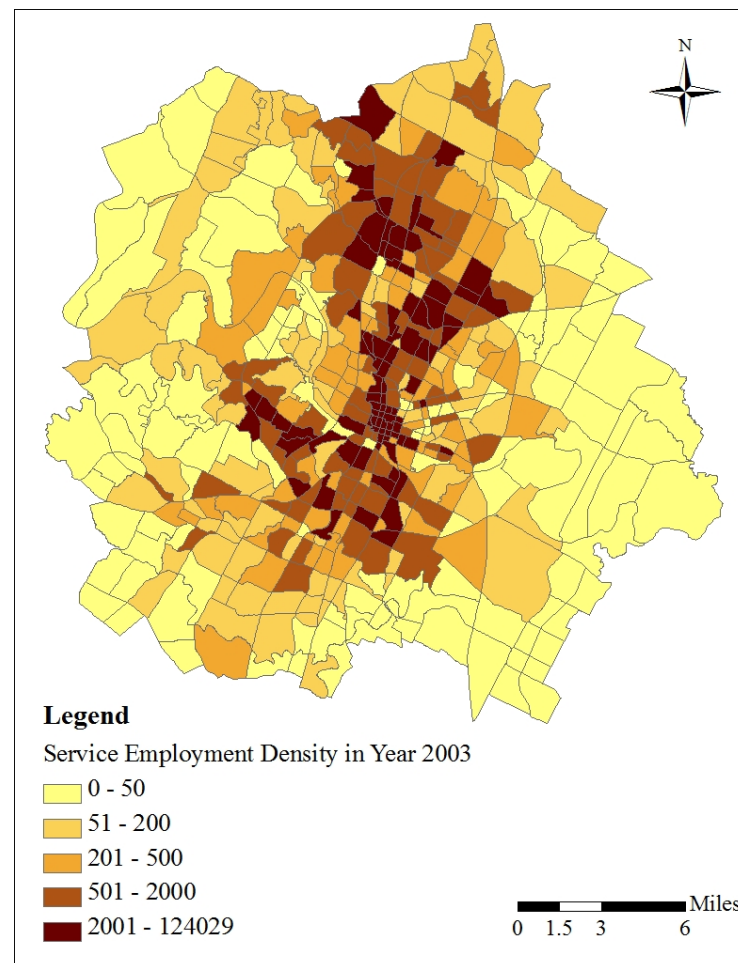 N
Legend
Service Employment Density in Year 2003
0 - 50
51 - 200
201 - 500
501 - 2000
2001 - 124029
Miles
0 1.5 3 6